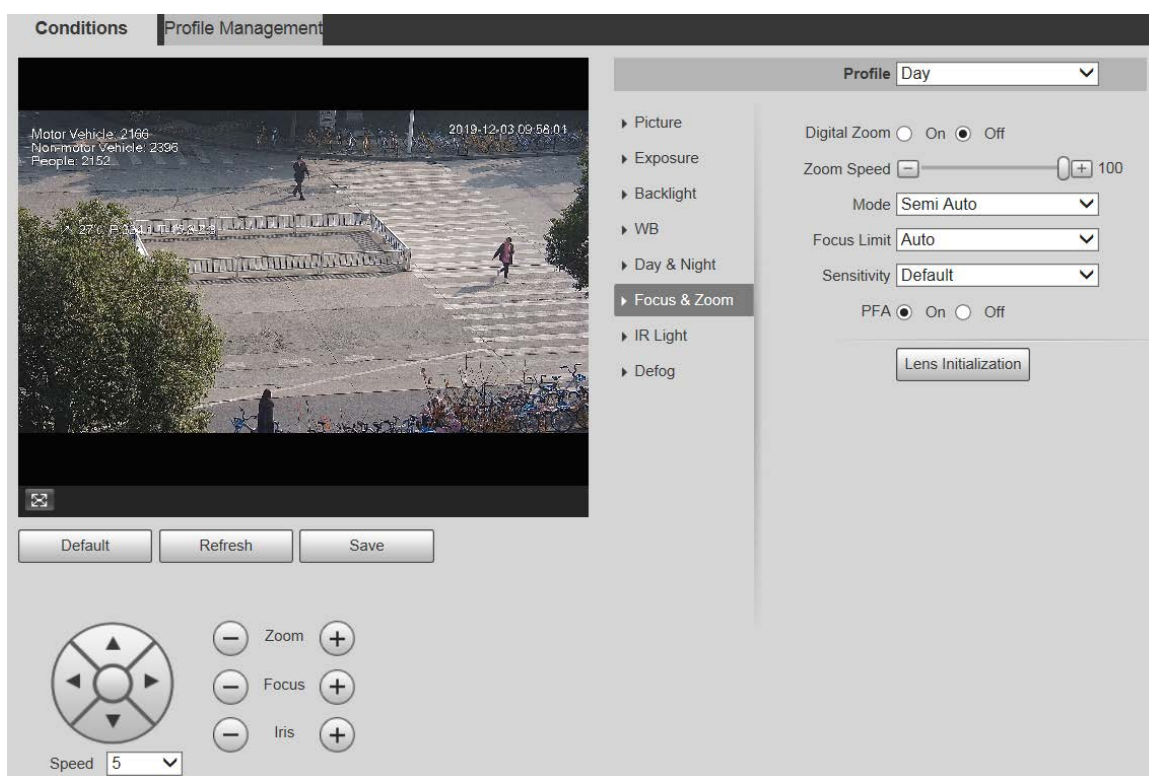 Conditions
Profile Management
Motor Vehicle: 2166
Non-motor Vehicle: 2396
People: 2152
2019-12-03 09:58:01
Profile Day
Picture
Exposure
Backlight
WB
Day & Night
Focus & Zoom
IR Light
Defog
Digital Zoom On Off
Zoom Speed 100
Mode Semi Auto
Focus Limit Auto
Sensitivity Default
PFA On Off
Lens Initialization
Default Refresh Save
Zoom
Focus
Iris
Speed 5